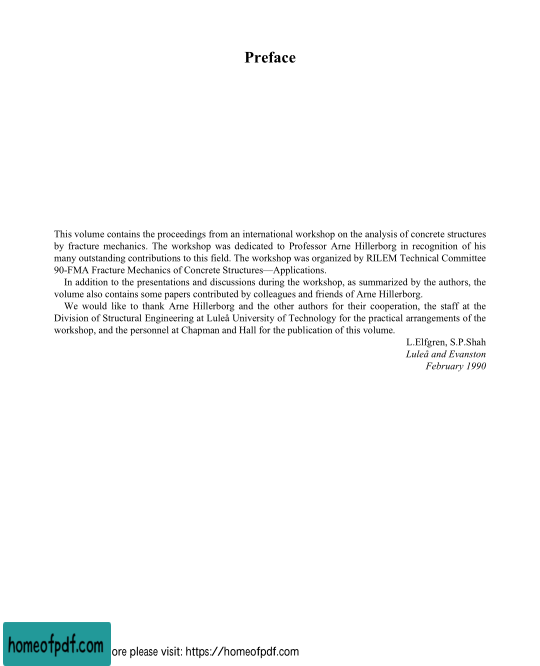 Preface
This volume contains the proceedings from an international workshop on the analysis of concrete structures
by fracture mechanics. The workshop was dedicated to Professor Arne Hillerborg in recognition of his
many outstanding contributions to this field. The workshop was organized by RILEM Technical Committee
90-FMA Fracture Mechanics of Concrete Structures—Applications.
In addition to the presentations and discussions during the workshop, as summarized by the authors, the
volume also contains some papers contributed by colleagues and friends of Arne Hillerborg.
We would like to thank Arne Hillerborg and the other authors for their cooperation, the staff at the
Division of Structural Engineering at Luleå University of Technology for the practical arrangements of the
workshop, and the personnel at Chapman and Hall for the publication of this volume.
L.Elfgren, S.P.Shah
Luleå and Evanston
February 1990
homeofpdf.com ore please visit: https://homeofpdf.com